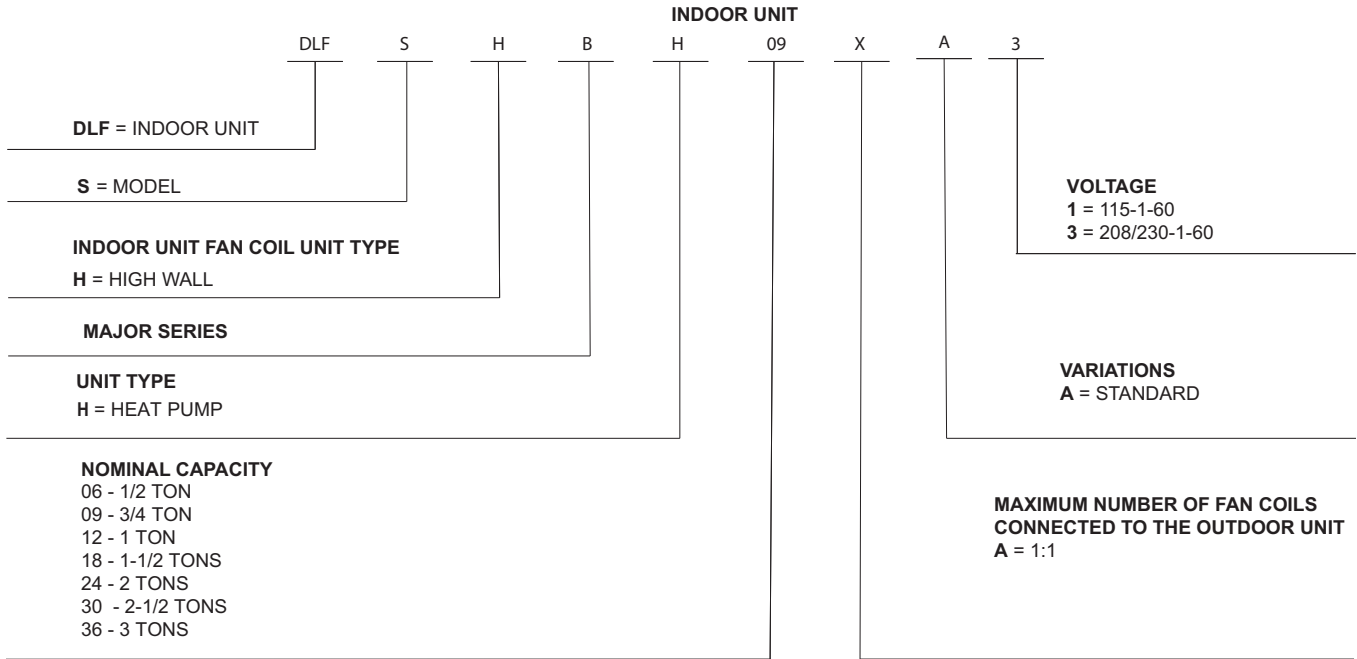 INDOOR UNIT
DLF S H B H 09 X A 3
DLF = INDOOR UNIT
S = MODEL
INDOOR UNIT FAN COIL UNIT TYPE
H = HIGH WALL
MAJOR SERIES
UNIT TYPE
H = HEAT PUMP
NOMINAL CAPACITY
06 - 1/2 TON
09 - 3/4 TON
12 - 1 TON
18 - 1-1/2 TONS
24 - 2 TONS
30 - 2-1/2 TONS
36 - 3 TONS
VOLTAGE
1 = 115-1-60
3 = 208/230-1-60
VARIATIONS
A = STANDARD
MAXIMUM NUMBER OF FAN COILS
CONNECTED TO THE OUTDOOR UNIT
A = 1:1